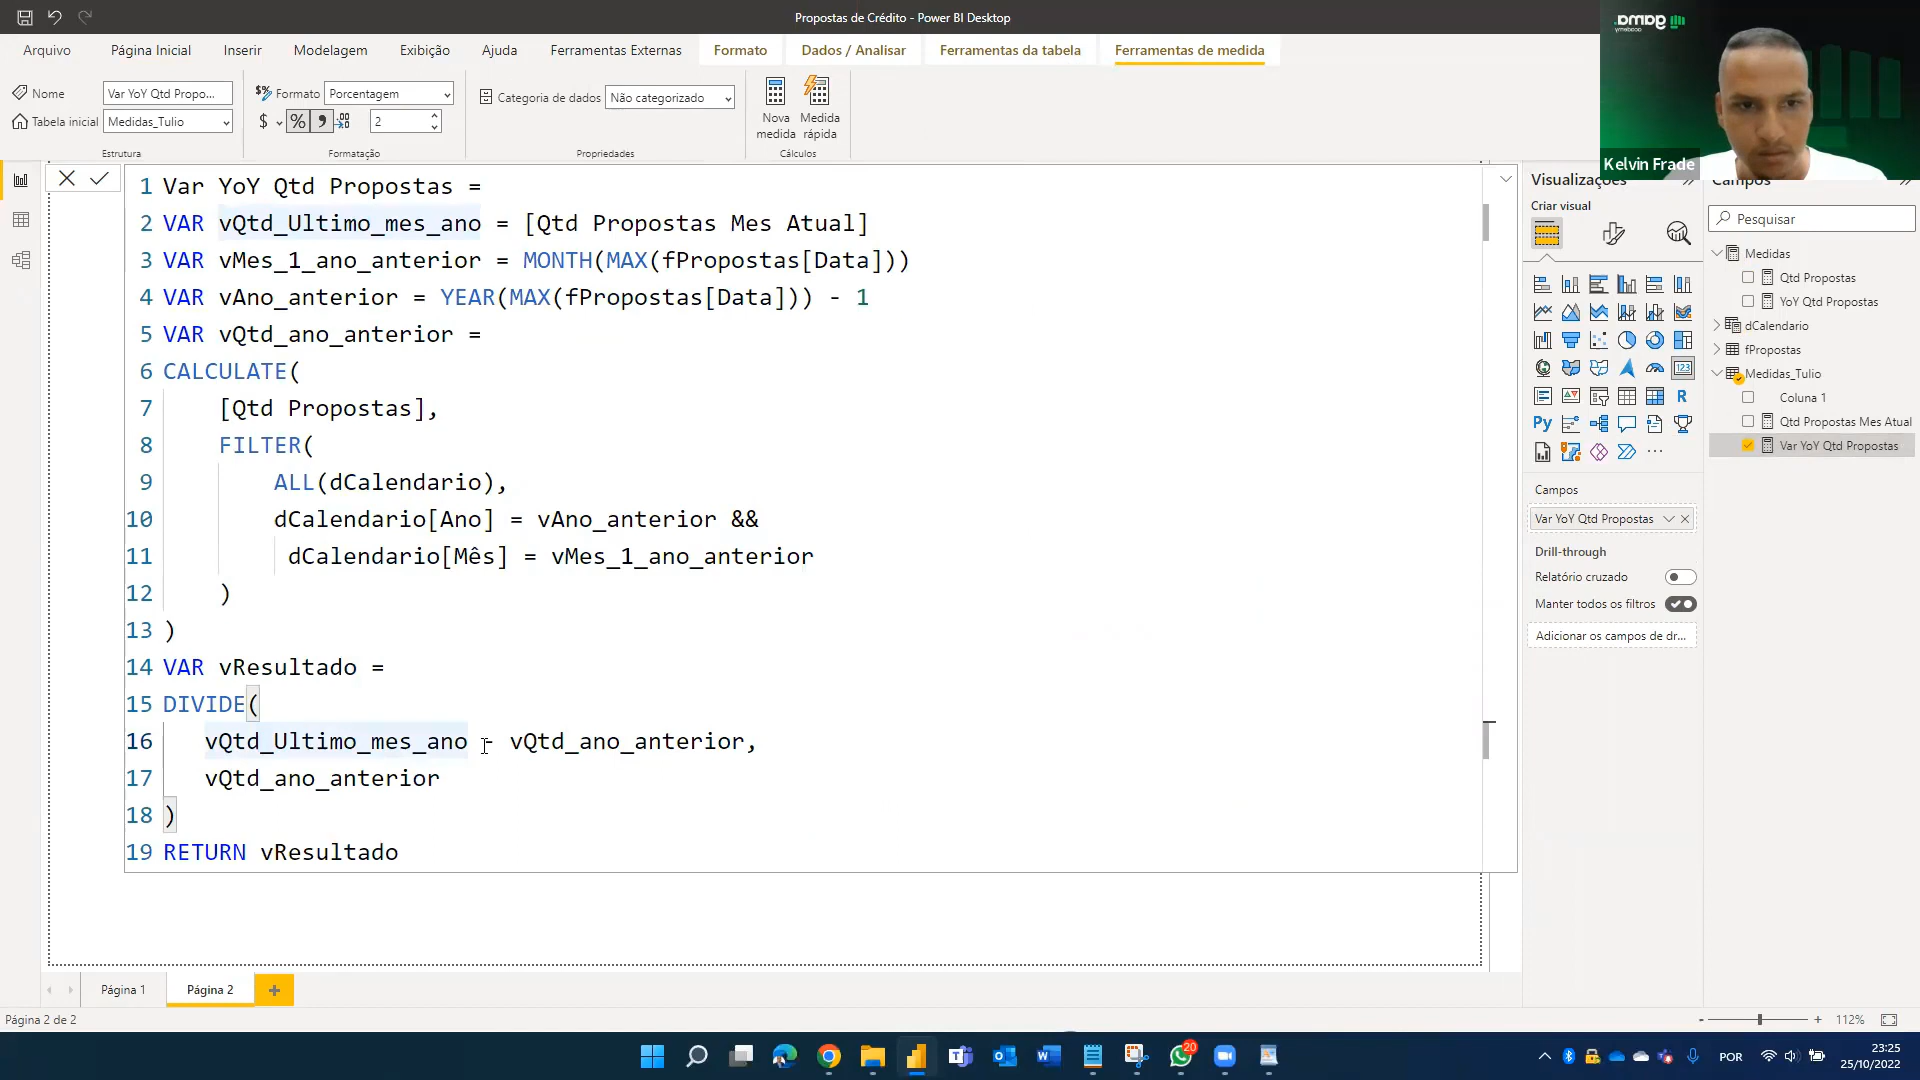 Propostas de Crédito - Power BI Desktop
Arquivo
Página Inicial
Inserir
Modelagem
Exibição
Ajuda
Ferramentas Externas
Formato
Dados / Analisar
Ferramentas da tabela
Ferramentas de medida
Nome
Var YoY Qtd Propo...
Tabela inicial
Medidas_Tulio
Estrutura
Formato
Porcentagem
$
%
2
Formatação
Categoria de dados
Não categorizado
Propriedades
Nova
medida
Medida
rápida
Cálculos
gama
academy
Kelvin Frade
1 Var YoY Qtd Propostas =
2 VAR vQtd_Ultimo_mes_ano = [Qtd Propostas Mes Atual]
3 VAR vMes_1_ano_anterior = MONTH(MAX(fPropostas[Data]))
4 VAR vAno_anterior = YEAR(MAX(fPropostas[Data])) - 1
5 VAR vQtd_ano_anterior =
6 CALCULATE(
7 [Qtd Propostas],
8 FILTER(
9 ALL(dCalendario),
10 dCalendario[Ano] = vAno_anterior &&
11 dCalendario[Mês] = vMes_1_ano_anterior
12 )
13 )
14 VAR vResultado =
15 DIVIDE(
16 vQtd_Ultimo_mes_ano - vQtd_ano_anterior,
17 vQtd_ano_anterior
18 )
19 RETURN vResultado
Visualizações
Criar visual
123
R
Py
Campos
Var YoY Qtd Propostas
Drill-through
Relatório cruzado
Manter todos os filtros
Adicionar os campos de dr...
Campos
Pesquisar
Medidas
Qtd Propostas
YoY Qtd Propostas
dCalendario
fPropostas
Medidas_Tulio
Coluna 1
Qtd Propostas Mes Atual
Var YoY Qtd Propostas
Página 1
Página 2
Página 2 de 2
112%
20
POR
23:25
25/10/2022